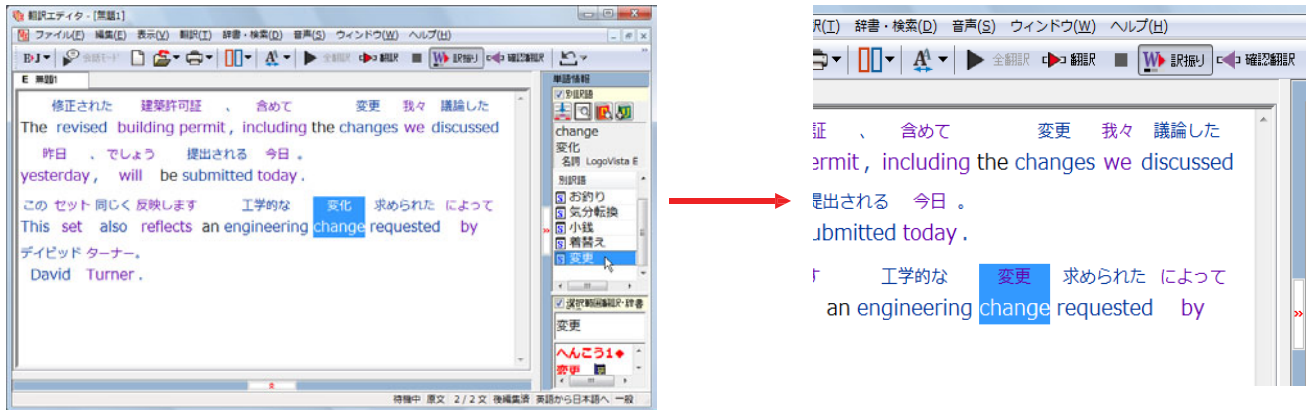 翻訳エディタ - [無題1]
ファイル(F) 編集(E) 表示(V) 翻訳(T) 辞書・検索(D) 音声(S) ウィンドウ(W) ヘルプ(H)
E›J 会話モード 全翻訳 翻訳 訳振り 確認翻訳
E 無題1
修正された 建築許可証 、 含めて 変更 我々 議論した
The revised building permit , including the changes we discussed
昨日 、でしょう 提出される 今日 。
yesterday , will be submitted today .
この セット 同じく 反映します 工学的な 変化 求められた によって
This set also reflects an engineering change requested by
デイビッド ターナー。
David Turner .
単語情報
別訳語
change
変化
名詞 LogoVista E
別訳語
S お釣り
S 気分転換
S 小銭
S 着替え
S 変更
選択範囲翻訳・辞書
変更
へんこう1◆
変更
待機中 原文 2/2文 後編集済 英語から日本語へ 一般
訳(T) 辞書・検索(D) 音声(S) ウィンドウ(W) ヘルプ(H)
全翻訳 翻訳 訳振り 確認翻訳
証 、 含めて 変更 我々 議論した
ermit , including the changes we discussed
提出される 今日 。
ubmitted today .
す 工学的な 変更 求められた によって
an engineering change requested by